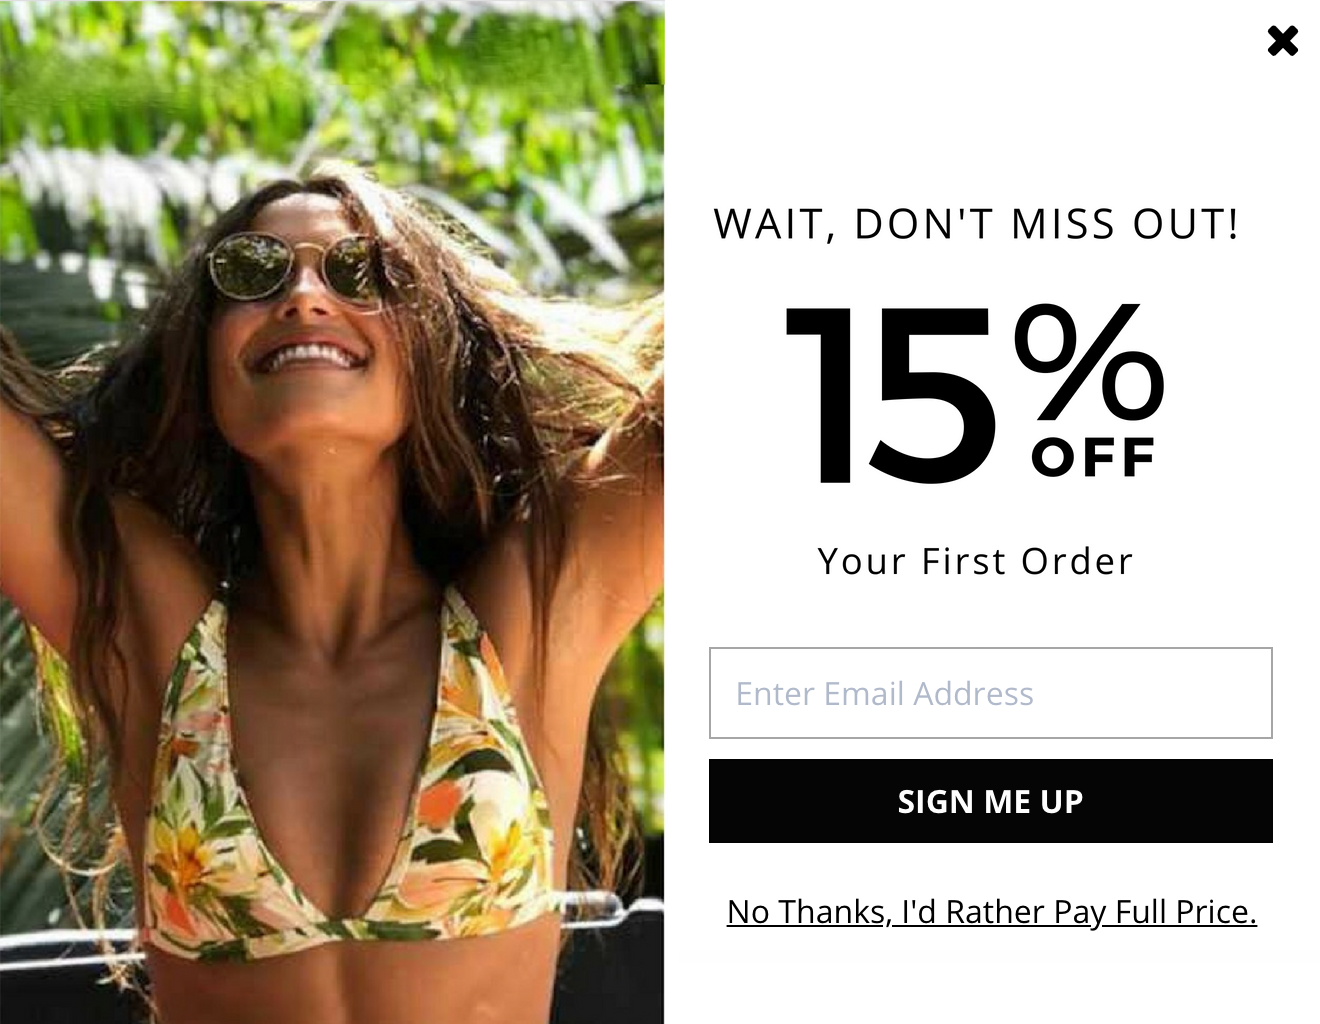 WAIT, DON'T MISS OUT!
15%
OFF
Your First Order
Enter Email Address
SIGN ME UP
No Thanks, I'd Rather Pay Full Price.